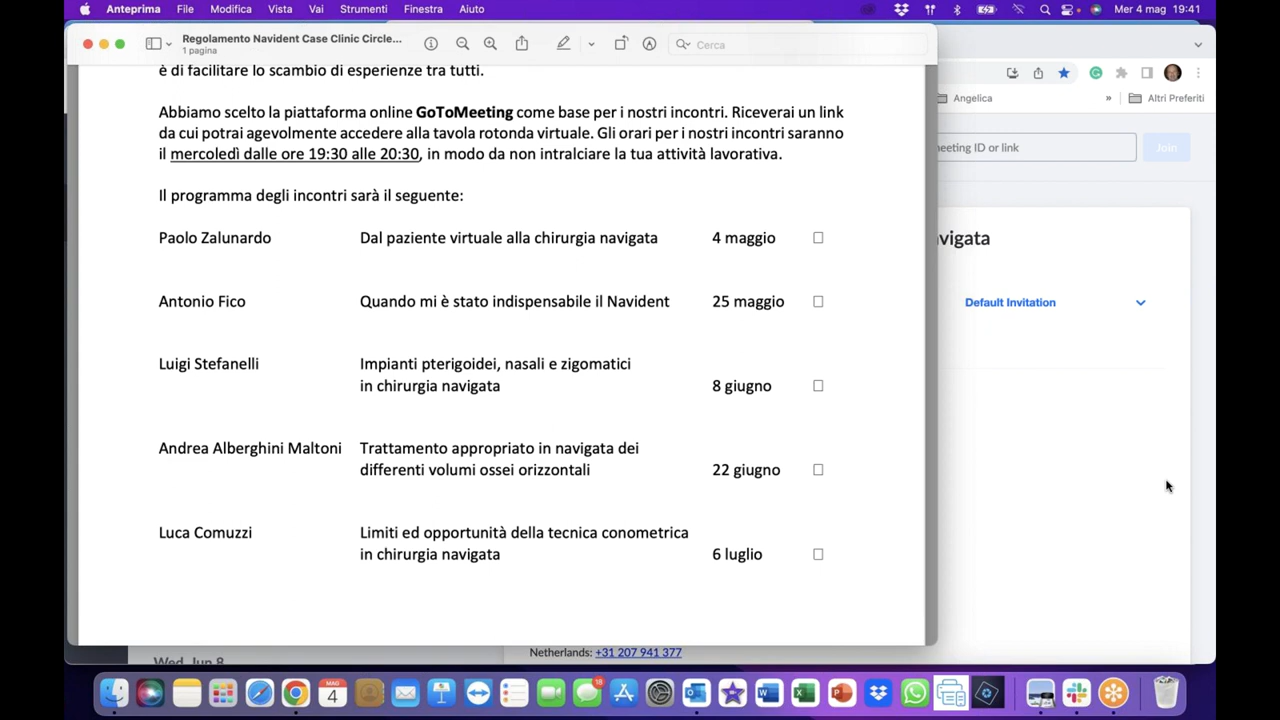 Anteprima File Modifica Vista Vai Strumenti Finestra Aiuto Mer 4 mag 19:41
Regolamento Navident Case Clinic Circle...
1 pagina
Cerca
è di facilitare lo scambio di esperienze tra tutti.
Abbiamo scelto la piattaforma online GoToMeeting come base per i nostri incontri. Riceverai un link
da cui potrai agevolmente accedere alla tavola rotonda virtuale. Gli orari per i nostri incontri saranno
il mercoledì dalle ore 19:30 alle 20:30, in modo da non intralciare la tua attività lavorativa.
Il programma degli incontri sarà il seguente:
Paolo Zalunardo Dal paziente virtuale alla chirurgia navigata 4 maggio
Antonio Fico Quando mi è stato indispensabile il Navident 25 maggio
Luigi Stefanelli Impianti pterigoidei, nasali e zigomatici
in chirurgia navigata 8 giugno
Andrea Alberghini Maltoni Trattamento appropriato in navigata dei
differenti volumi ossei orizzontali 22 giugno
Luca Comuzzi Limiti ed opportunità della tecnica conometrica
in chirurgia navigata 6 luglio
Angelica » Altri Preferiti
eeting ID or link Join
vigata
Default Invitation
Wed, Jun 8
Netherlands: +31 207 941 377
MAG
4
18